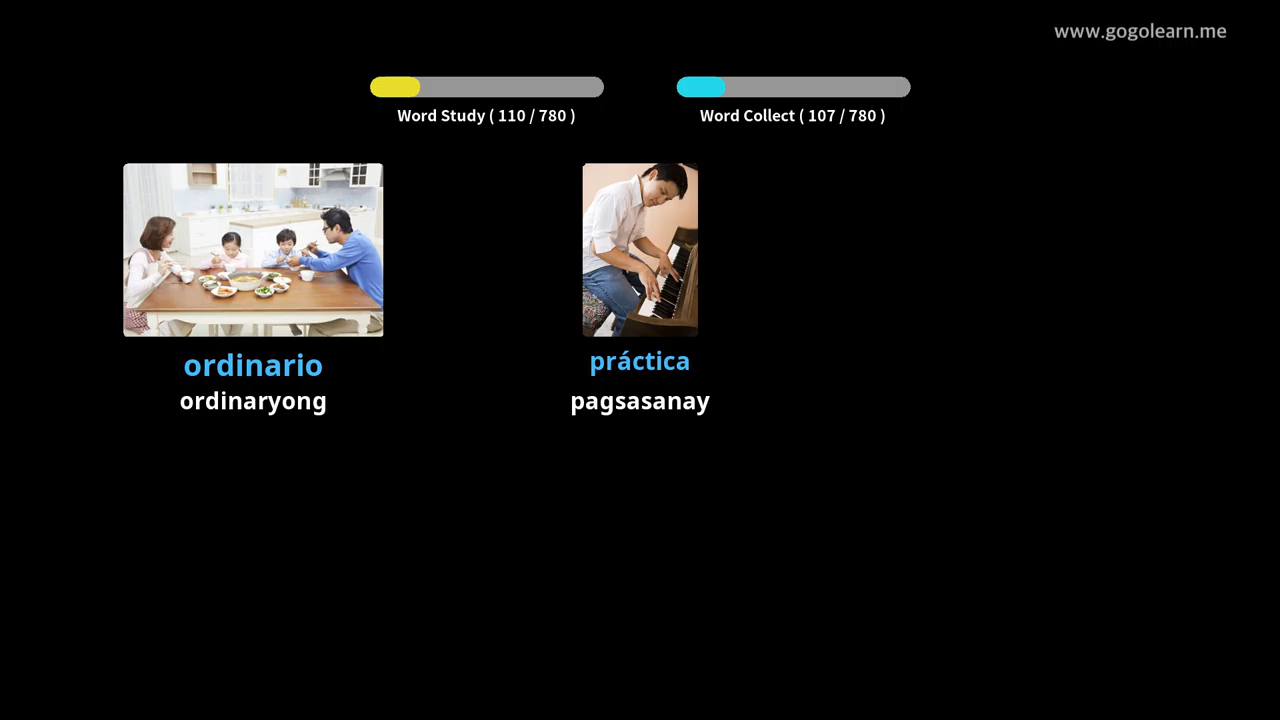 www.gogolearn.me
Word Study ( 110 / 780 )
Word Collect ( 107 / 780 )
ordinario
ordinaryong
práctica
pagsasanay